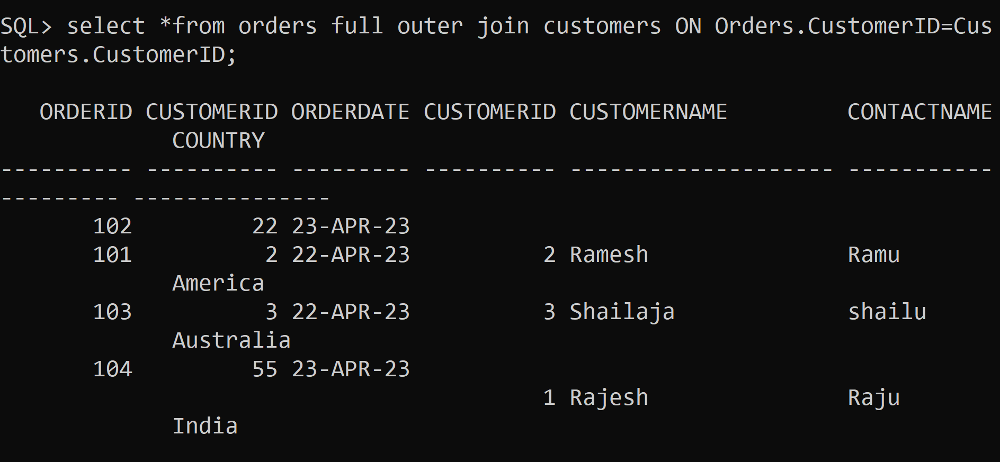 SQL> select *from orders full outer join customers ON Orders.CustomerID=Cus
tomers.CustomerID;
ORDERID CUSTOMERID ORDERDATE CUSTOMERID CUSTOMERNAME CONTACTNAME
COUNTRY
---------- ---------- --------- ---------- -------------------- -----------
--------- ---------------
102 22 23-APR-23
101 2 22-APR-23 2 Ramesh Ramu
America
103 3 22-APR-23 3 Shailaja shailu
Australia
104 55 23-APR-23
1 Rajesh Raju
India